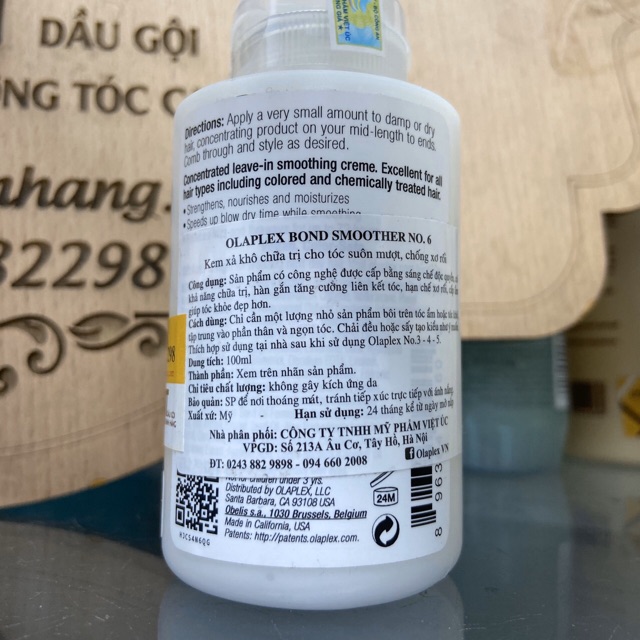 DẦU GỘI
NG TÓC
nhang.
82298
Directions: Apply a very small amount to damp or dry
hair, concentrating product on your mid-length to ends.
Comb through and style as desired.
Concentrated leave-in smoothing creme. Excellent for all
hair types including colored and chemically treated hair.
• Strengthens, nourishes and moisturizes
• Speeds up blow dry time while smoothing
OLAPLEX BOND SMOOTHER NO. 6
Kem xả khô chữa trị cho tóc suôn mượt, chống xơ rối
Công dụng: Sản phẩm có công nghệ được cấp bằng sáng chế độc quyền,
khả năng chữa trị, hàn gắn tăng cường liên kết tóc, hạn chế xơ rối,
giúp tóc khỏe đẹp hơn.
Cách dùng: Chỉ cần một lượng nhỏ sản phẩm bôi trên tóc ẩm hoặc
tập trung vào phần thân và ngọn tóc. Chải đều hoặc sấy tạo kiểu như ý
Thích hợp sử dụng tại nhà sau khi sử dụng Olaplex No.3 - 4 - 5.
Dung tích: 100ml
Thành phần: Xem trên nhãn sản phẩm.
Chỉ tiêu chất lượng: không gây kích ứng da
Bảo quản: SP để nơi thoáng mát, tránh tiếp xúc trực tiếp với ánh nắng.
Xuất xứ: Mỹ - Hạn sử dụng: 24 tháng kể từ ngày mở nắp
Nhà phân phối: CÔNG TY TNHH MỸ PHẨM VIỆT ÚC
VPGD: Số 213A Âu Cơ, Tây Hồ, Hà Nội
ĐT: 0243 882 9898 - 094 660 2008 Olaplex VN
Not for children under 3 yrs.
Distributed by OLAPLEX, LLC
Santa Barbara, CA 93108 USA
Obelis s.a., 1030 Brussels, Belgium
Made in California, USA
Patents: http://patents.olaplex.com
24M